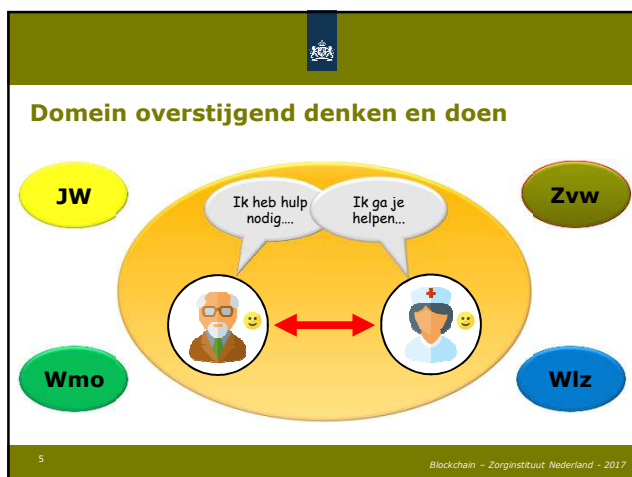 Domein overstijgend denken en doen
JW
Zvw
Ik heb hulp
nodig....
Ik ga je
helpen...
Wmo
Wlz
5
Blockchain – Zorginstituut Nederland - 2017